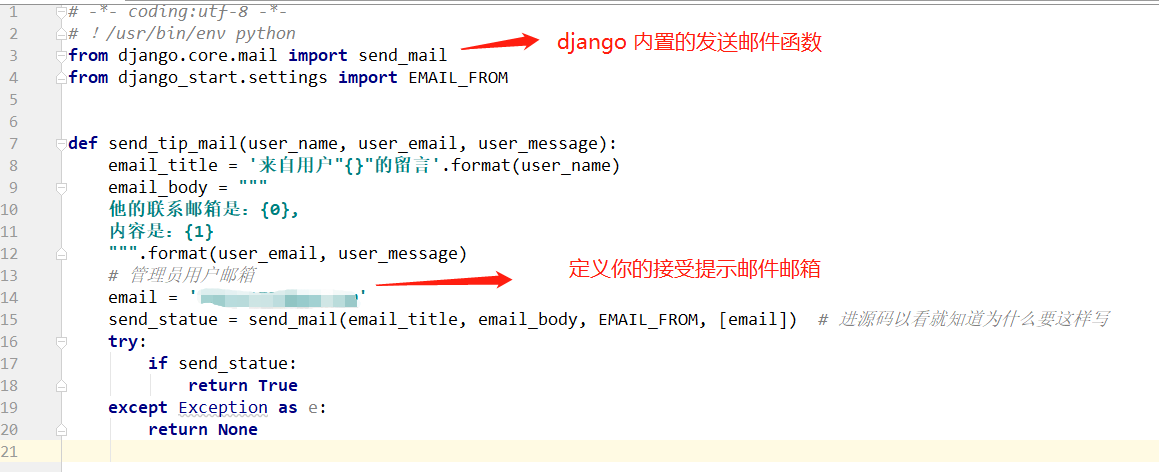 1 # -*- coding:utf-8 -*-
2 # ！/usr/bin/env python
3 from django.core.mail import send_mail
django 内置的发送邮件函数
4 from django_start.settings import EMAIL_FROM
5
6
7 def send_tip_mail(user_name, user_email, user_message):
8 email_title = '来自用户"{}"的留言'.format(user_name)
9 email_body = """
10 他的联系邮箱是：{0},
11 内容是：{1}
12 """.format(user_email, user_message)
13 # 管理员用户邮箱
定义你的接受提示邮件邮箱
14 email = ' '
15 send_statue = send_mail(email_title, email_body, EMAIL_FROM, [email]) # 进源码以看就知道为什么要这样写
16 try:
17 if send_statue:
18 return True
19 except Exception as e:
20 return None
21